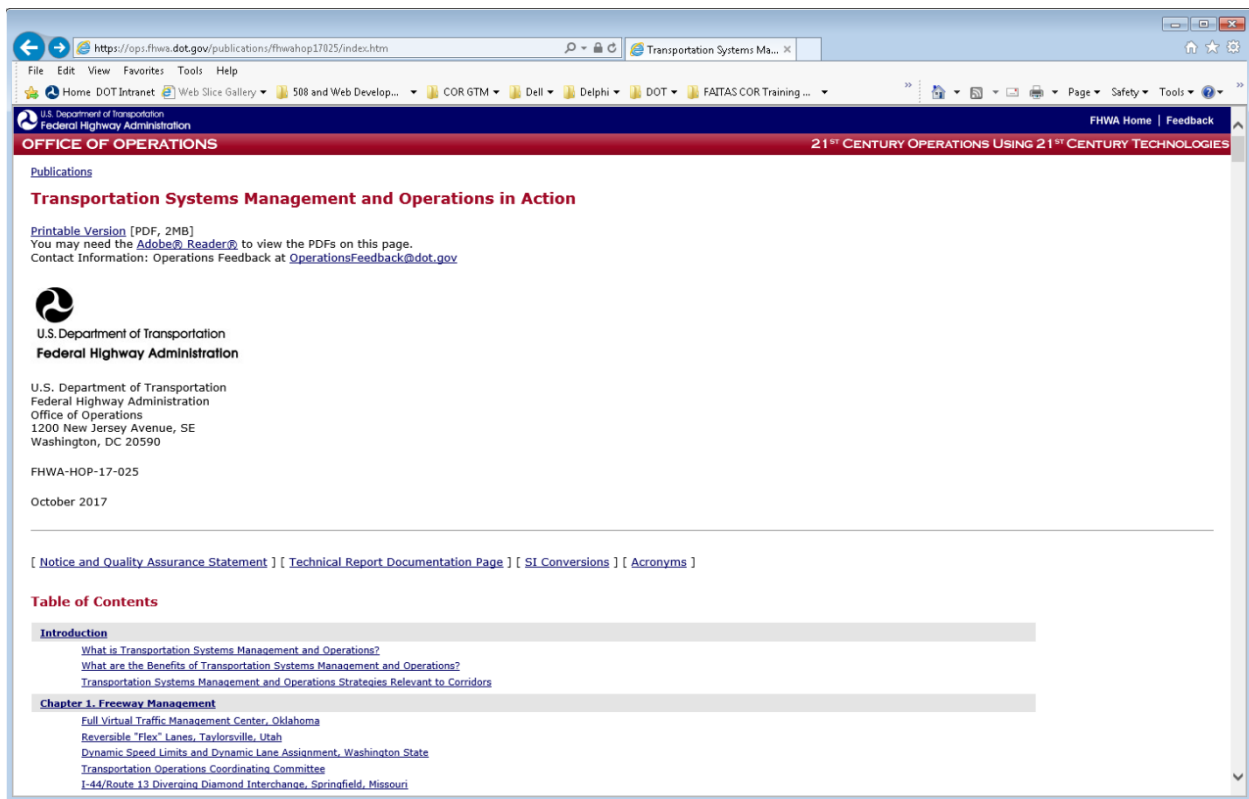 https://ops.fhwa.dot.gov/publications/fhwahop17025/index.htm
Transportation Systems Ma...
File Edit View Favorites Tools Help
Home DOT Intranet Web Slice Gallery 508 and Web Develop... COR GTM Dell Delphi DOT FAITAS COR Training ... Page Safety Tools
U.S. Department of Transportation
Federal Highway Administration
FHWA Home | Feedback
OFFICE OF OPERATIONS 21ST CENTURY OPERATIONS USING 21ST CENTURY TECHNOLOGIES
Publications
Transportation Systems Management and Operations in Action
Printable Version [PDF, 2MB]
You may need the Adobe® Reader® to view the PDFs on this page.
Contact Information: Operations Feedback at OperationsFeedback@dot.gov
U.S. Department of Transportation
Federal Highway Administration
U.S. Department of Transportation
Federal Highway Administration
Office of Operations
1200 New Jersey Avenue, SE
Washington, DC 20590
FHWA-HOP-17-025
October 2017
[ Notice and Quality Assurance Statement ] [ Technical Report Documentation Page ] [ SI Conversions ] [ Acronyms ]
Table of Contents
Introduction
What is Transportation Systems Management and Operations?
What are the Benefits of Transportation Systems Management and Operations?
Transportation Systems Management and Operations Strategies Relevant to Corridors
Chapter 1. Freeway Management
Full Virtual Traffic Management Center, Oklahoma
Reversible "Flex" Lanes, Taylorsville, Utah
Dynamic Speed Limits and Dynamic Lane Assignment, Washington State
Transportation Operations Coordinating Committee
I-44/Route 13 Diverging Diamond Interchange, Springfield, Missouri